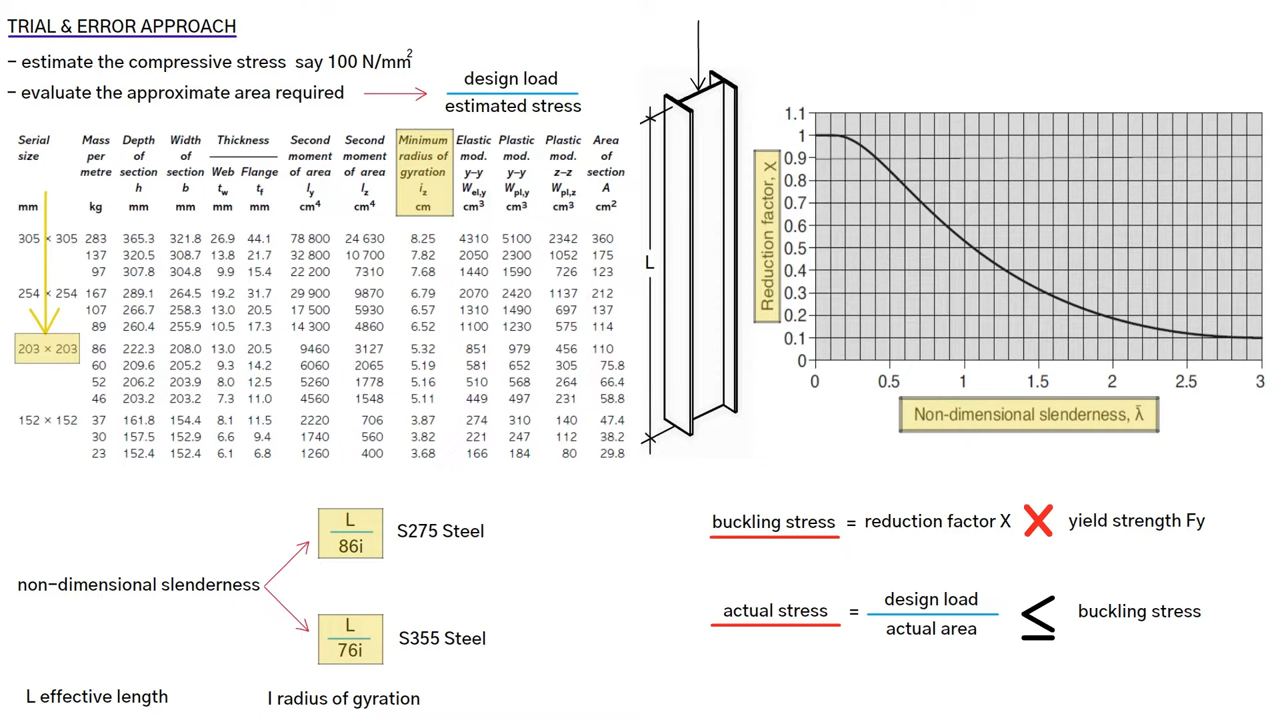 TRIAL & ERROR APPROACH
- estimate the compressive stress say 100 N/mm²
- evaluate the approximate area required
design load
estimated stress
Serial size mm
Mass per metre kg
Depth of section h mm
Width of section b mm
Thickness
Web tw mm
Flange tf mm
Second moment of area Iy cm⁴
Second moment of area Iz cm⁴
Minimum radius of gyration iz cm
Elastic mod. y-y Wel,y cm³
Plastic mod. y-y Wpl,y cm³
Plastic mod. z-z Wpl,z cm³
Area of section A cm²
305 × 305 283 365.3 321.8 26.9 44.1 78 800 24 630 8.25 4310 5100 2342 360
137 320.5 308.7 13.8 21.7 32 800 10 700 7.82 2050 2300 1052 175
97 307.8 304.8 9.9 15.4 22 200 7310 7.68 1440 1590 726 123
254 × 254 167 289.1 264.5 19.2 31.7 29 900 9870 6.79 2070 2420 1137 212
107 266.7 258.3 13.0 20.5 17 500 5930 6.57 1310 1490 697 137
89 260.4 255.9 10.5 17.3 14 300 4860 6.52 1100 1230 575 114
203 × 203 86 222.3 208.0 13.0 20.5 9460 3127 5.32 851 979 456 110
60 209.6 205.2 9.3 14.2 6060 2065 5.19 581 652 305 75.8
52 206.2 203.9 8.0 12.5 5260 1778 5.16 510 568 264 66.4
46 203.2 203.2 7.3 11.0 4560 1548 5.11 449 497 231 58.8
152 × 152 37 161.8 154.4 8.1 11.5 2220 706 3.87 274 310 140 47.4
30 157.5 152.9 6.6 9.4 1740 560 3.82 221 247 112 38.2
23 152.4 152.4 6.1 6.8 1260 400 3.68 166 184 80 29.8
L
Reduction factor, χ
1.1
1
0.9
0.8
0.7
0.6
0.5
0.4
0.3
0.2
0.1
0
0 0.5 1 1.5 2 2.5 3
Non-dimensional slenderness, λ̄
non-dimensional slenderness
L
86i
S275 Steel
L
76i
S355 Steel
L effective length
I radius of gyration
buckling stress = reduction factor X × yield strength Fy
actual stress =
design load
actual area
≤ buckling stress